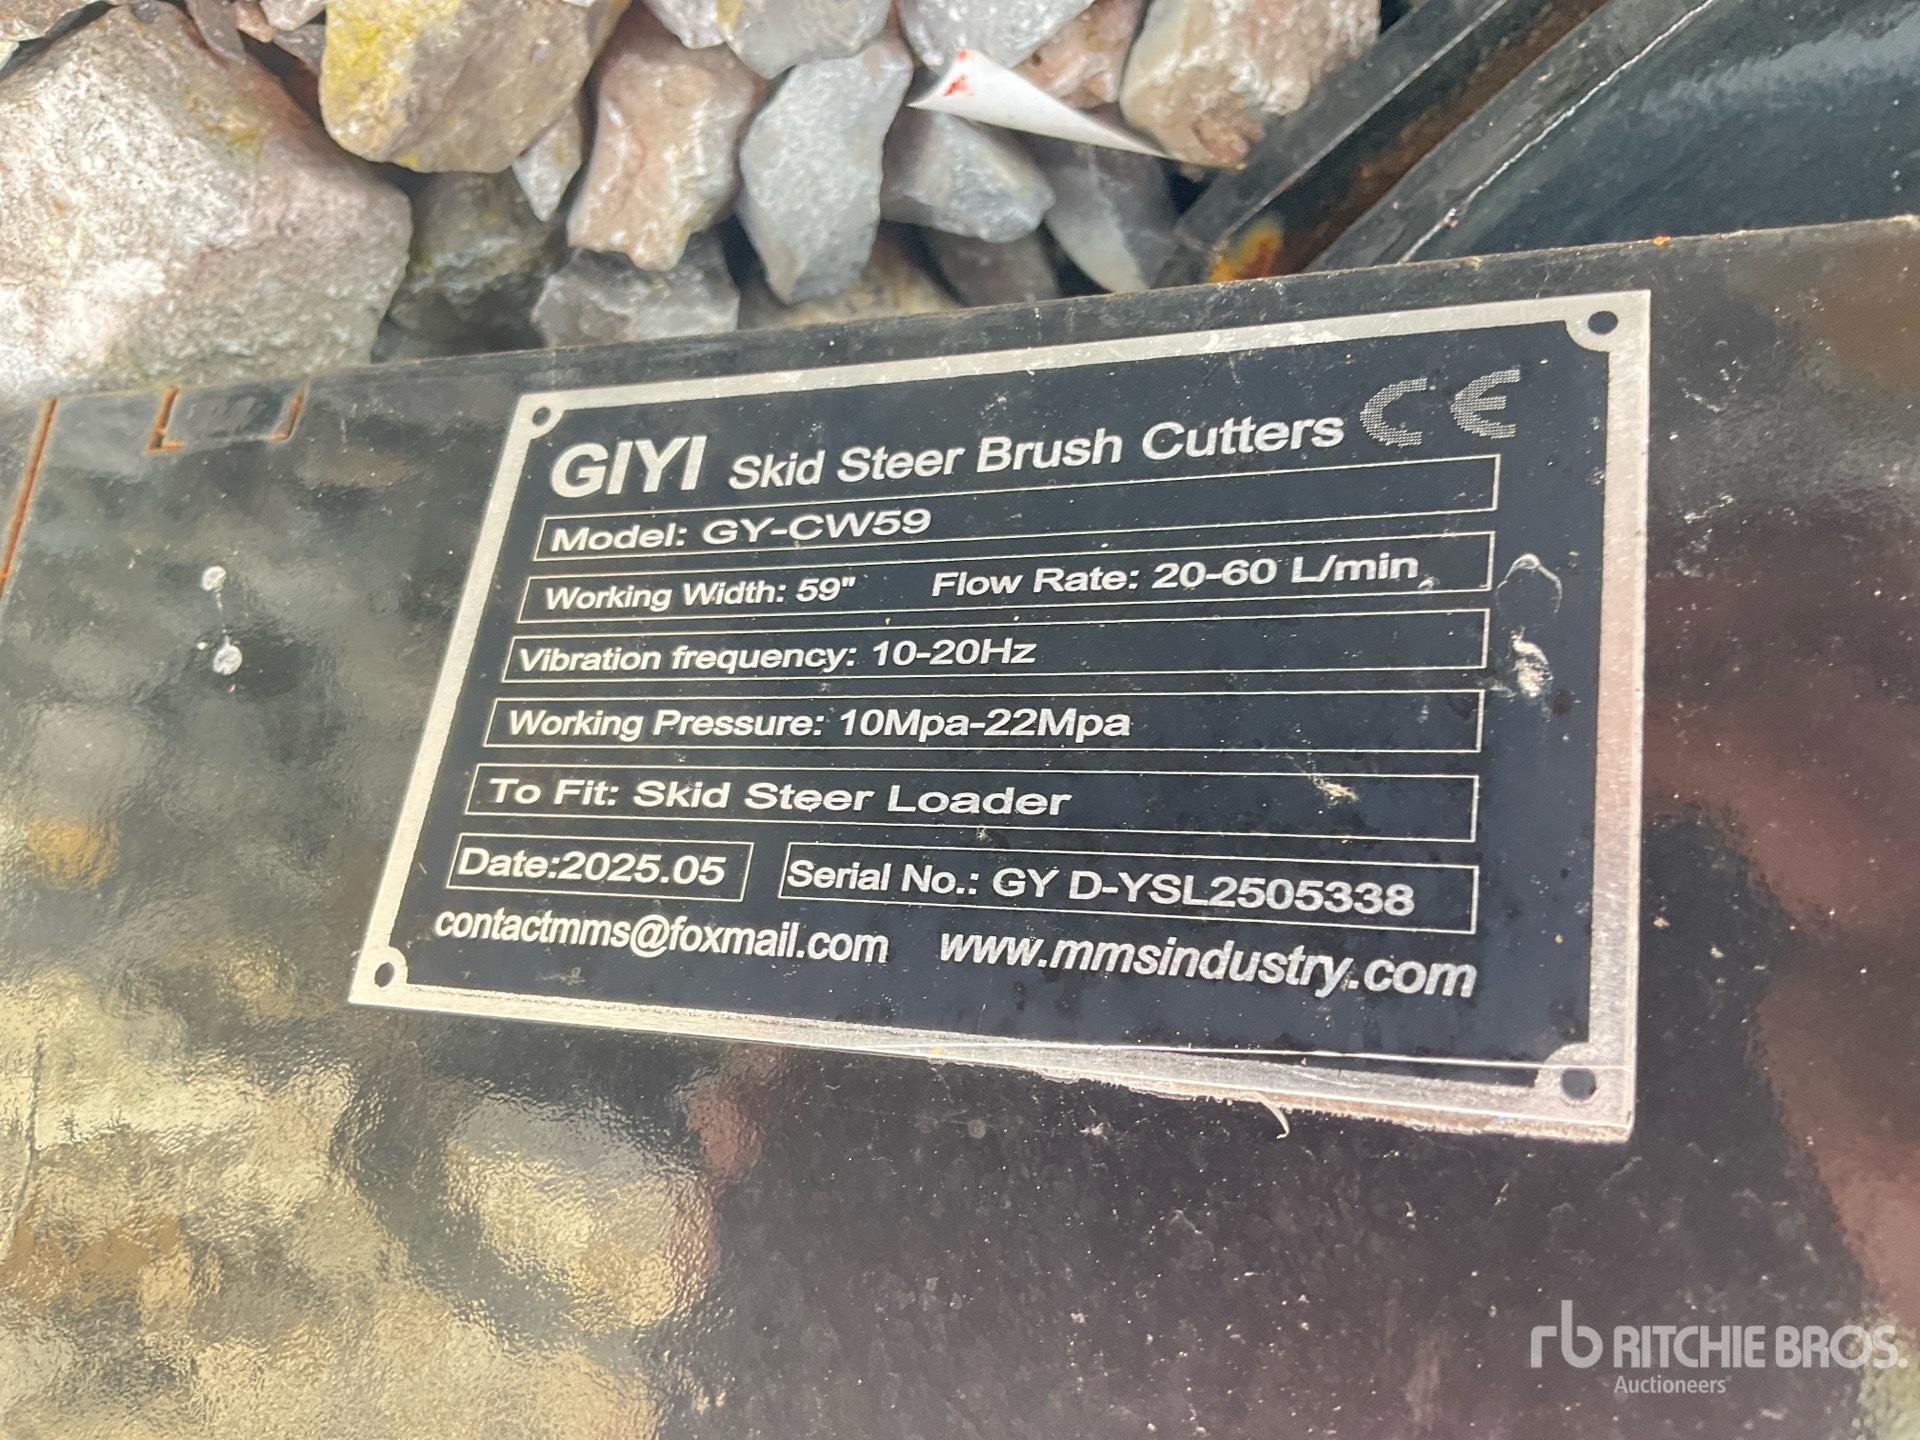 GIYI Skid Steer Brush Cutters CE
Model: GY-CW59
Working Width: 59" Flow Rate: 20-60 L/min
Vibration frequency: 10-20Hz
Working Pressure: 10Mpa-22Mpa
To Fit: Skid Steer Loader
Date:2025.05 Serial No.: GY D-YSL2505338
contactmms@foxmail.com www.mmsindustry.com
rb RITCHIE BROS.
Auctioneers